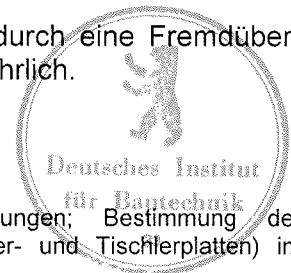 durch eine Fremdüber
hrlich.
Deutsches Institut
für Bautechnik
ungen; Bestimmung de
er- und Tischlerplatten) in